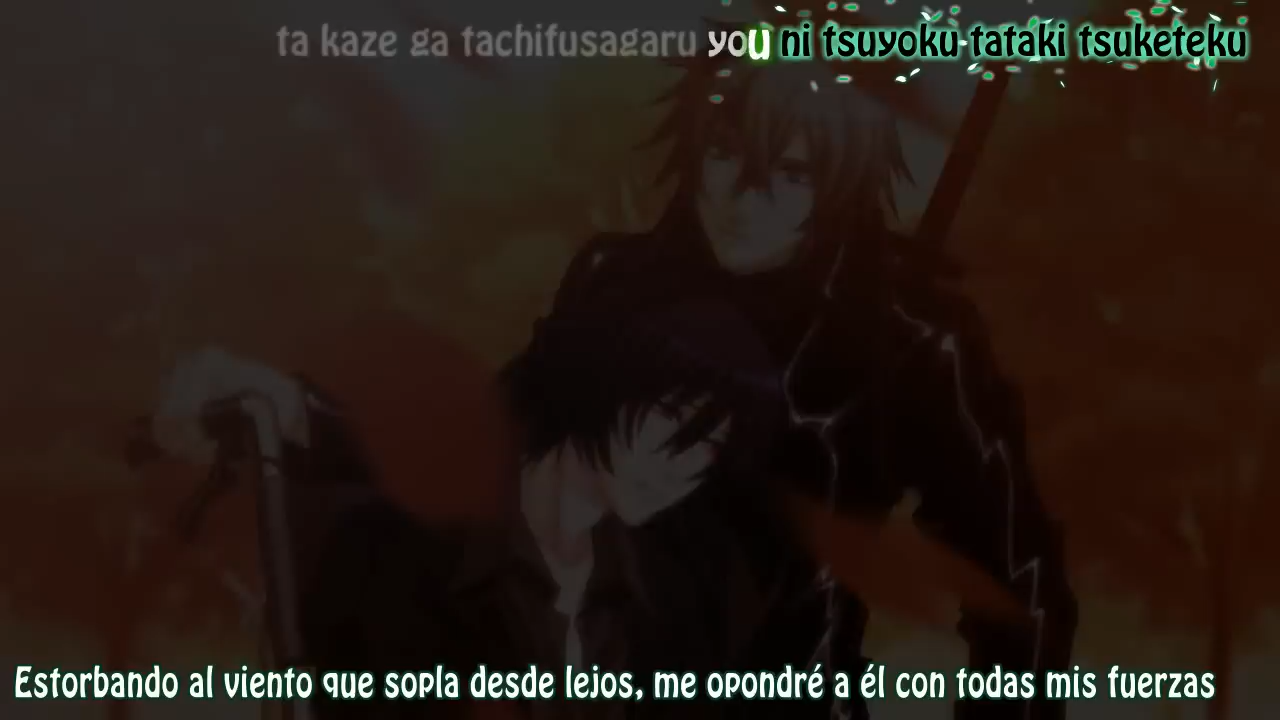 ta kaze ga tachifusagaru you ni tsuyoku tataki tsuketeku
Estorbando al viento que sopla desde lejos, me opondré a él con todas mis fuerzas